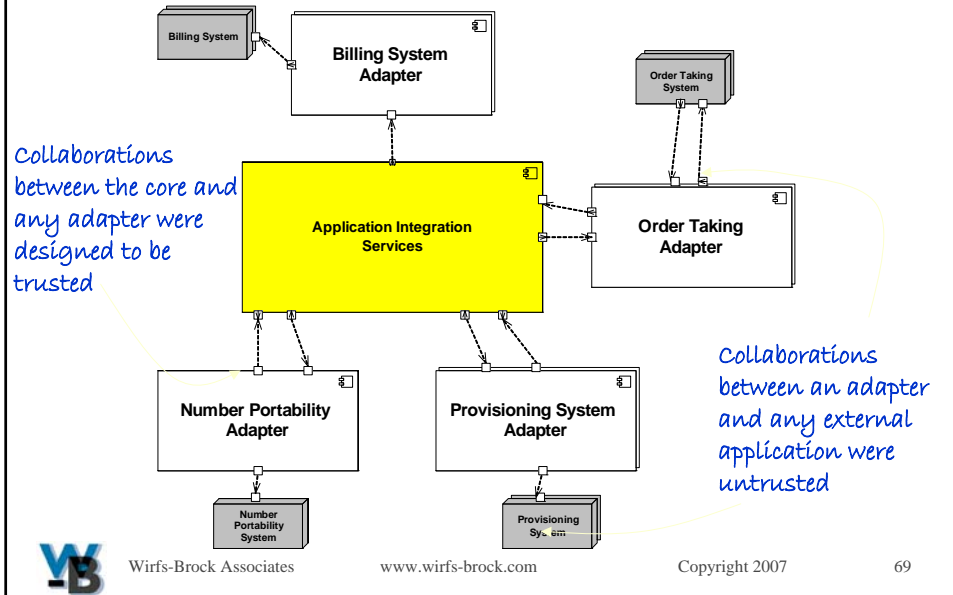 Billing System
Billing System
Adapter
Order Taking
System
Collaborations
between the core and
any adapter were
designed to be
trusted
Application Integration
Services
Order Taking
Adapter
Collaborations
between an adapter
and any external
application were
untrusted
Number Portability
Adapter
Provisioning System
Adapter
Number
Portability
System
Provisioning
System
WB
Wirfs-Brock Associates www.wirfs-brock.com Copyright 2007 69